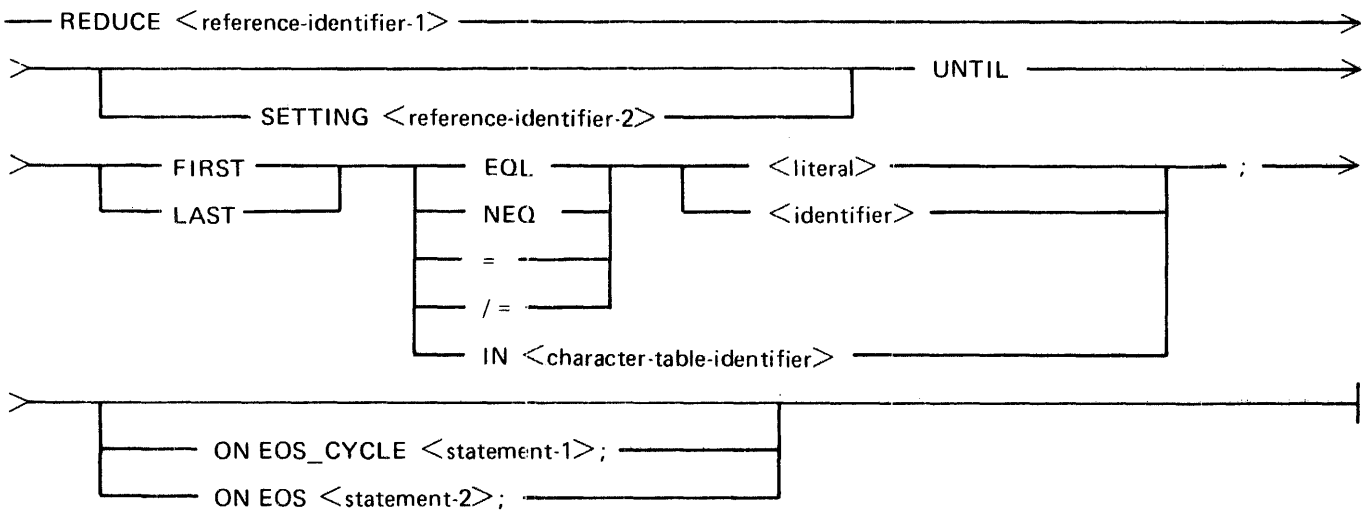 REDUCE <reference-identifier-1>
UNTIL
SETTING <reference-identifier-2>
FIRST EQL <literal> ;
LAST NEQ <identifier>
=
/ =
IN <character-table-identifier>
ON EOS_CYCLE <statement-1>;
ON EOS <statement-2>;